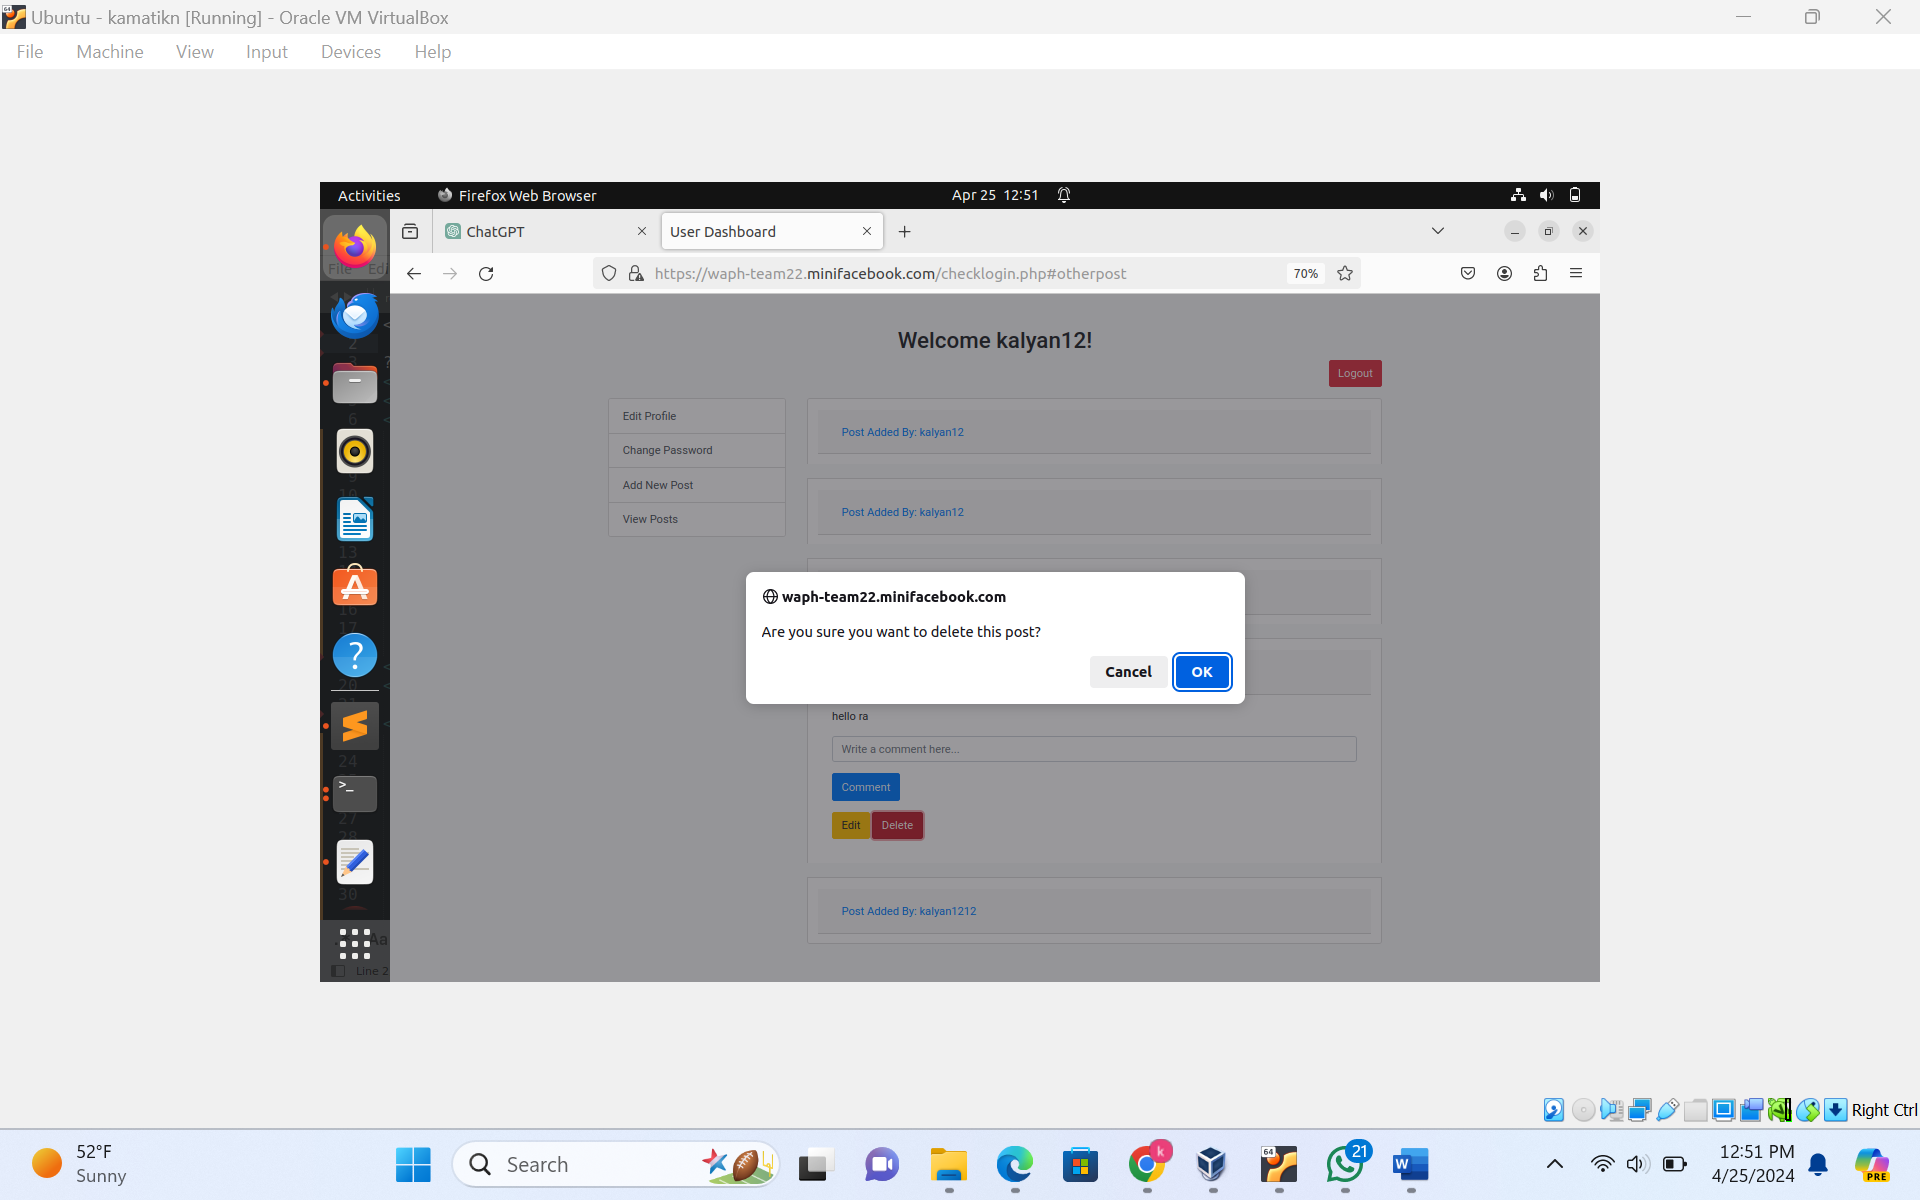 Ubuntu - kamatikn [Running] - Oracle VM VirtualBox
File Machine View Input Devices Help
Activities Firefox Web Browser Apr 25 12:51
ChatGPT User Dashboard
https://waph-team22.minifacebook.com/checklogin.php#otherpost 70%
Welcome kalyan12!
Logout
Edit Profile
Change Password
Add New Post
View Posts
Post Added By: kalyan12
Post Added By: kalyan12
waph-team22.minifacebook.com
Are you sure you want to delete this post?
Cancel OK
hello ra
Write a comment here...
Comment
Edit Delete
Post Added By: kalyan1212
Line 2
Right Ctrl
52°F
Sunny
Search
21
12:51 PM
4/25/2024
PRE